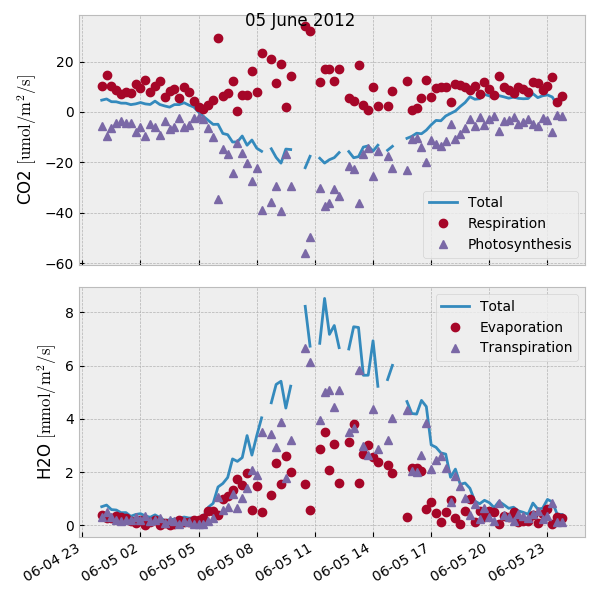 05 June 2012
CO2 [umol/m²/s]
20
0
−20
−40
−60
Total
Respiration
Photosynthesis
H2O [mmol/m²/s]
8
6
4
2
0
Total
Evaporation
Transpiration
06-04 23
06-05 02
06-05 05
06-05 08
06-05 11
06-05 14
06-05 17
06-05 20
06-05 23